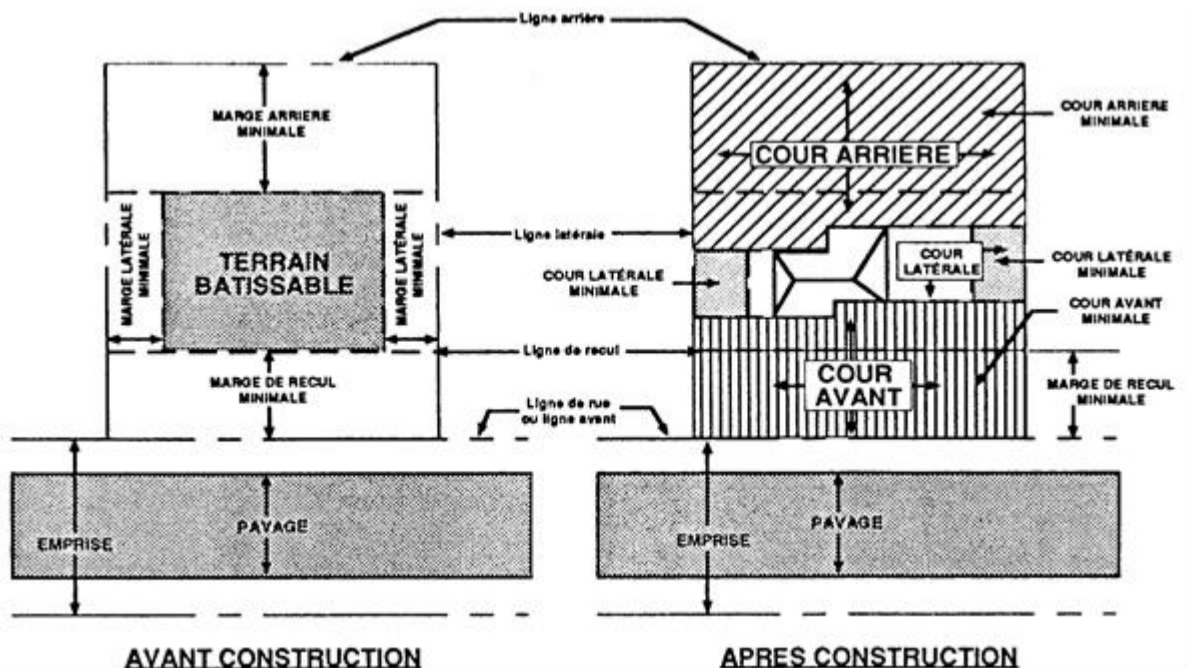 Ligne arrière
MARGE ARRIERE
MINIMALE
COUR ARRIERE
MINIMALE
COUR ARRIERE
MARGE LATÉRALE
MINIMALE
TERRAIN
BATISSABLE
MARGE LATÉRALE
MINIMALE
Ligne latérale
COUR LATÉRALE
MINIMALE
COUR
LATÉRALE
COUR LATÉRALE
MINIMALE
COUR AVANT
MINIMALE
Ligne de recul
MARGE DE RECUL
MINIMALE
COUR
AVANT
MARGE DE RECUL
MINIMALE
Ligne de rue
ou ligne avant
PAVAGE
EMPRISE
PAVAGE
EMPRISE
AVANT CONSTRUCTION
APRES CONSTRUCTION